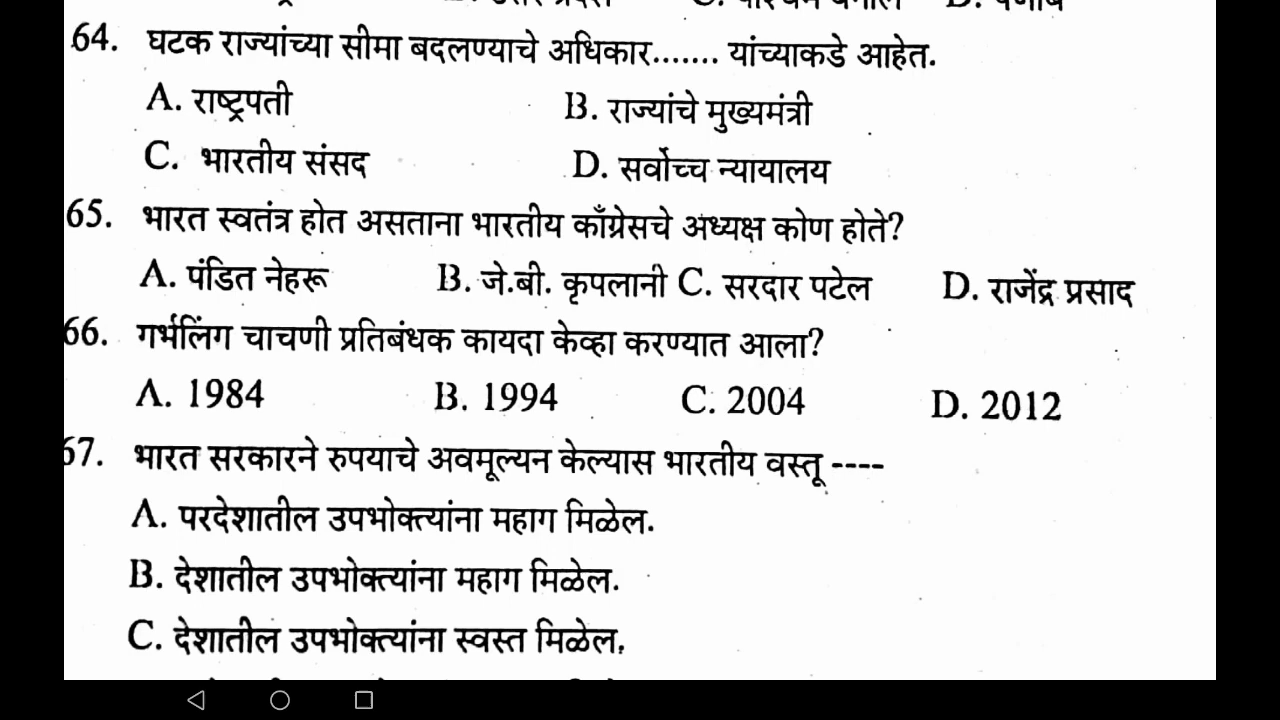 64. घटक राज्यांच्या सीमा बदलण्याचे अधिकार....... यांच्याकडे आहेत.
A. राष्ट्रपती B. राज्यांचे मुख्यमंत्री
C. भारतीय संसद D. सर्वोच्च न्यायालय
65. भारत स्वतंत्र होत असताना भारतीय काँग्रेसचे अध्यक्ष कोण होते?
A. पंडित नेहरू B. जे.बी. कृपलानी C. सरदार पटेल D. राजेंद्र प्रसाद
66. गर्भलिंग चाचणी प्रतिबंधक कायदा केव्हा करण्यात आला?
A. 1984 B. 1994 C. 2004 D. 2012
67. भारत सरकारने रुपयाचे अवमूल्यन केल्यास भारतीय वस्तू ----
A. परदेशातील उपभोक्त्यांना महाग मिळेल.
B. देशातील उपभोक्त्यांना महाग मिळेल.
C. देशातील उपभोक्त्यांना स्वस्त मिळेल.